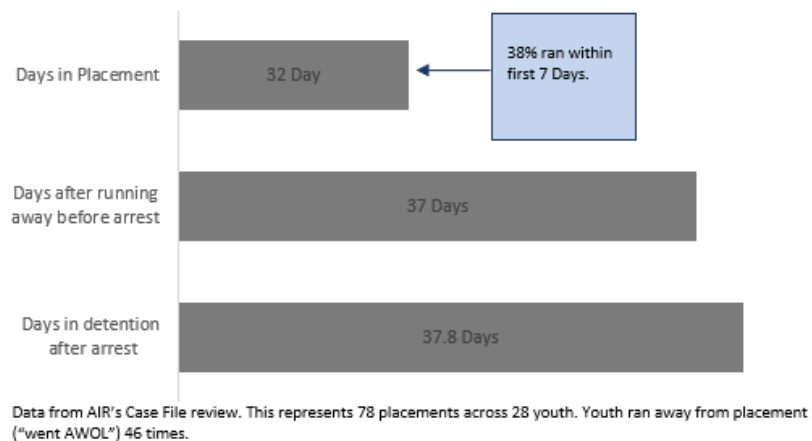 38% ran within
first 7 Days.
Days in Placement
32 Day
Days after running
away before arrest
37 Days
Days in detention
after arrest
37.8 Days
Data from AIR's Case File review. This represents 78 placements across 28 youth. Youth ran away from placement
("went AWOL") 46 times.